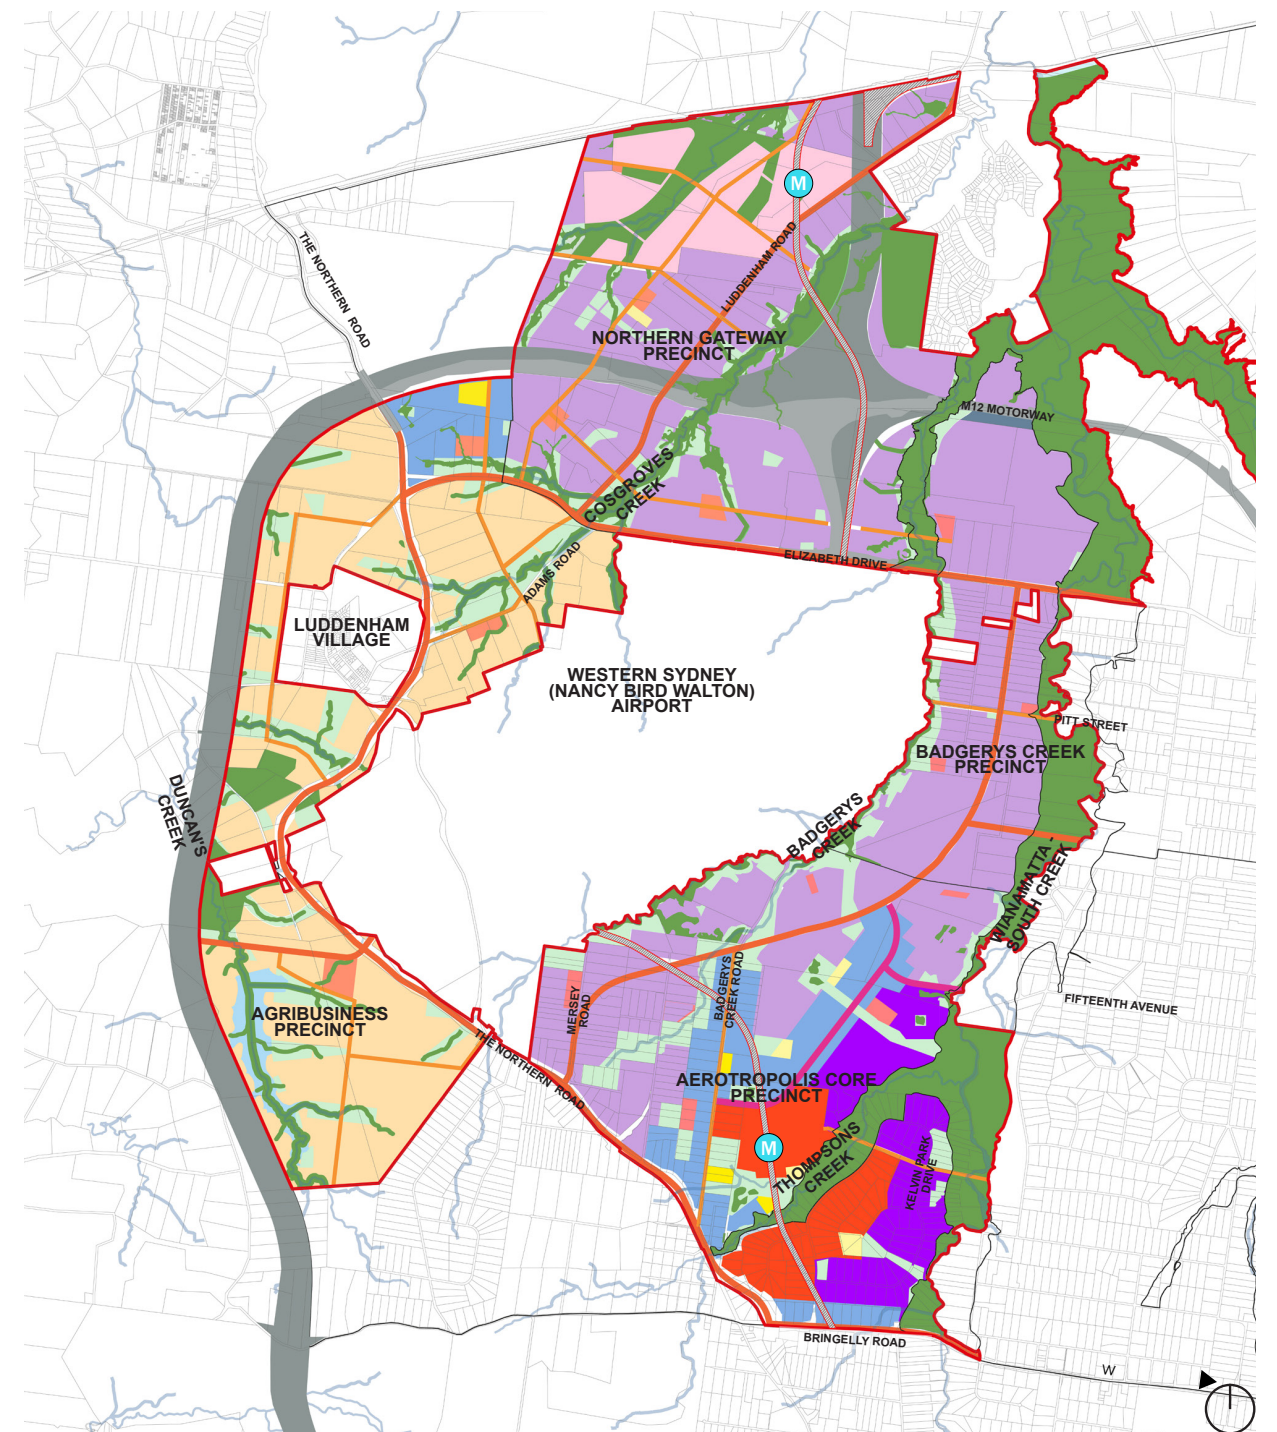 M
THE NORTHERN ROAD
LUDDENHAM ROAD
NORTHERN GATEWAY
PRECINCT
M12 MOTORWAY
COSGROVES
CREEK
ELIZABETH DRIVE
ADAMS ROAD
LUDDENHAM
VILLAGE
WESTERN SYDNEY
(NANCY BIRD WALTON)
AIRPORT
PITT STREET
BADGERYS CREEK
PRECINCT
DUNCAN'S
CREEK
BADGERYS
CREEK
WIANAMATTA -
SOUTH CREEK
FIFTEENTH AVENUE
AGRIBUSINESS
PRECINCT
MERSEY
ROAD
BADGERYS
CREEK ROAD
THE NORTHERN ROAD
AEROTROPOLIS CORE
PRECINCT
M
THOMPSONS
CREEK
KELVIN PARK
DRIVE
BRINGELLY ROAD
W